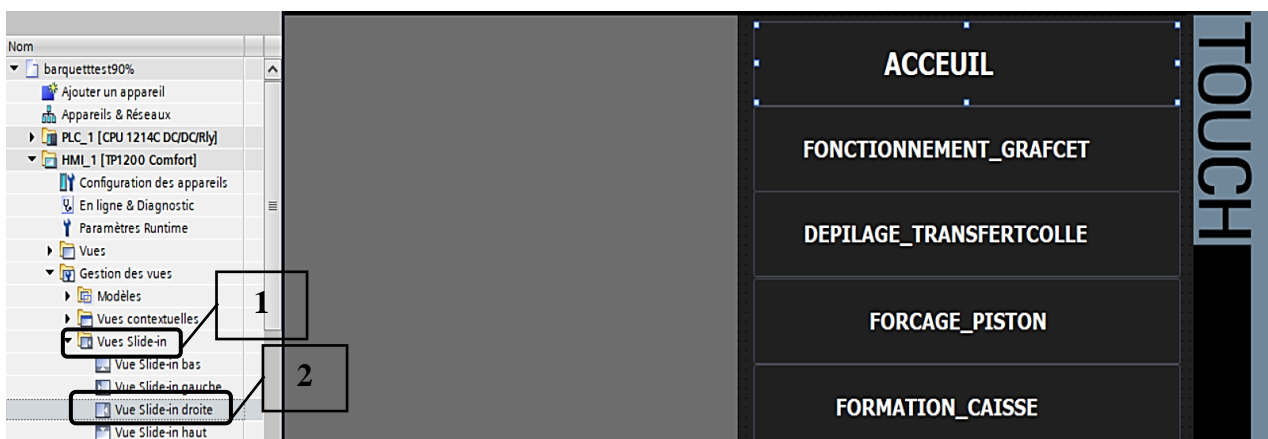 Nom
barquetttest90%
Ajouter un appareil
Appareils & Réseaux
PLC_1 [CPU 1214C DC/DC/Rly]
HMI_1 [TP1200 Comfort]
Configuration des appareils
En ligne & Diagnostic
Paramètres Runtime
Vues
Gestion des vues
Modèles
Vues contextuelles
Vues Slide-in
Vue Slide-in bas
Vue Slide-in gauche
Vue Slide-in droite
Vue Slide-in haut
1
2
ACCEUIL
FONCTIONNEMENT_GRAFCET
DEPILAGE_TRANSFERTCOLLE
FORCAGE_PISTON
FORMATION_CAISSE
TOUCH